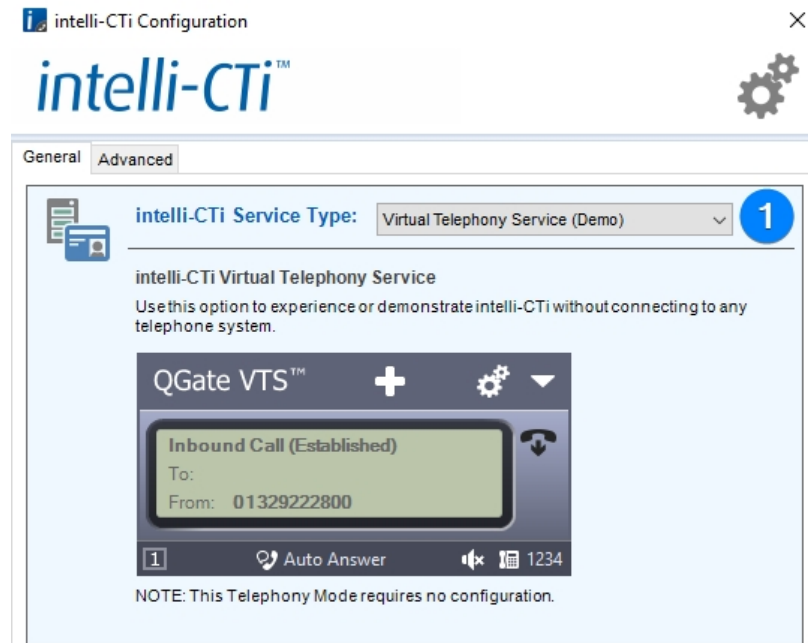 intelli-CTi Configuration
intelli-CTi™
General Advanced
intelli-CTi Service Type: Virtual Telephony Service (Demo) 1
intelli-CTi Virtual Telephony Service
Use this option to experience or demonstrate intelli-CTi without connecting to any
telephone system.
QGate VTS™
Inbound Call (Established)
To:
From: 01329222800
1 Auto Answer 1234
NOTE: This Telephony Mode requires no configuration.